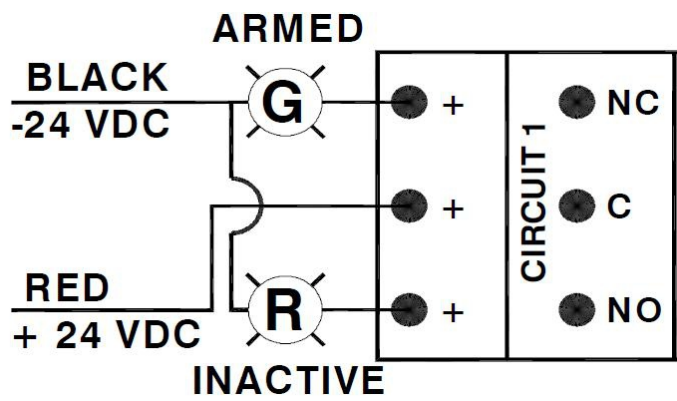 ARMED
BLACK
-24 VDC
G
+
NC
+
CIRCUIT 1
C
RED
+ 24 VDC
R
+
NO
INACTIVE